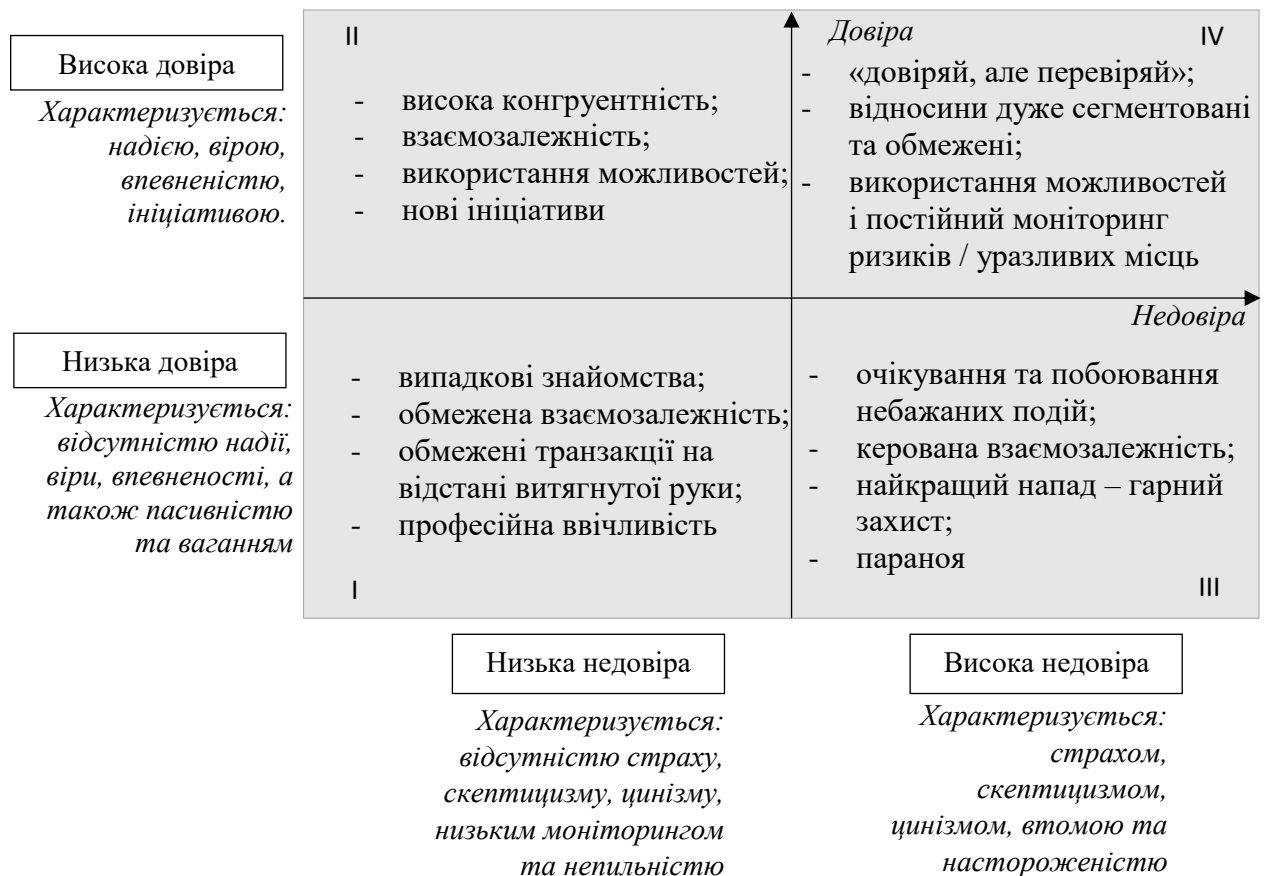 Висока довіра
Характеризується:
надією, вірою,
впевненістю,
ініціативою.
II
- висока конгруентність;
- взаємозалежність;
- використання можливостей;
- нові ініціативи
Довіра
IV
- «довіряй, але перевіряй»;
- відносини дуже сегментовані
та обмежені;
- використання можливостей
і постійний моніторинг
ризиків / уразливих місць
Недовіра
Низька довіра
Характеризується:
відсутністю надії,
віри, впевненості, а
також пасивністю
та ваганням
- випадкові знайомства;
- обмежена взаємозалежність;
- обмежені транзакції на
відстані витягнутої руки;
- професійна ввічливість
I
- очікування та побоювання
небажаних подій;
- керована взаємозалежність;
- найкращий напад – гарний
захист;
- параноя
III
Низька недовіра
Характеризується:
відсутністю страху,
скептицизму, цинізму,
низьким моніторингом
та непильністю
Висока недовіра
Характеризується:
страхом,
скептицизмом,
цинізмом, втомою та
настороженістю